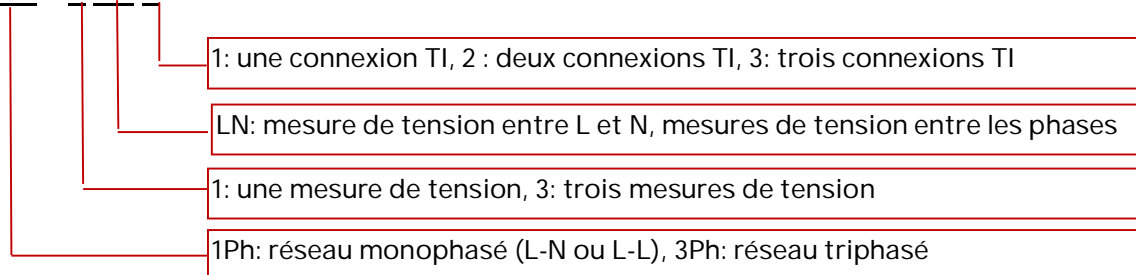 1: une connexion TI, 2 : deux connexions TI, 3: trois connexions TI
LN: mesure de tension entre L et N, mesures de tension entre les phases
1: une mesure de tension, 3: trois mesures de tension
1Ph: réseau monophasé (L-N ou L-L), 3Ph: réseau triphasé